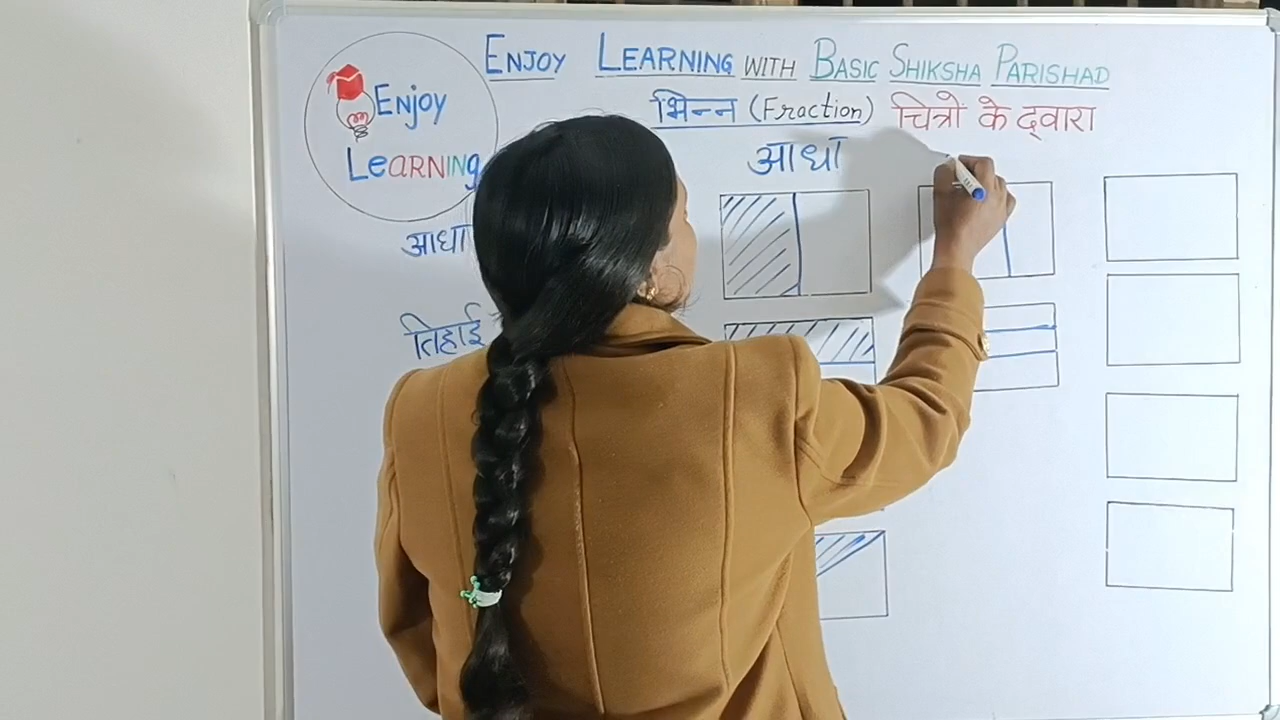 ENJOY LEARNING WITH BASIC SHIKSHA PARISHAD
Enjoy
LeARNINg
भिन्न (Fraction) चित्रों के द्वारा
आधा
आधा
तिहाई